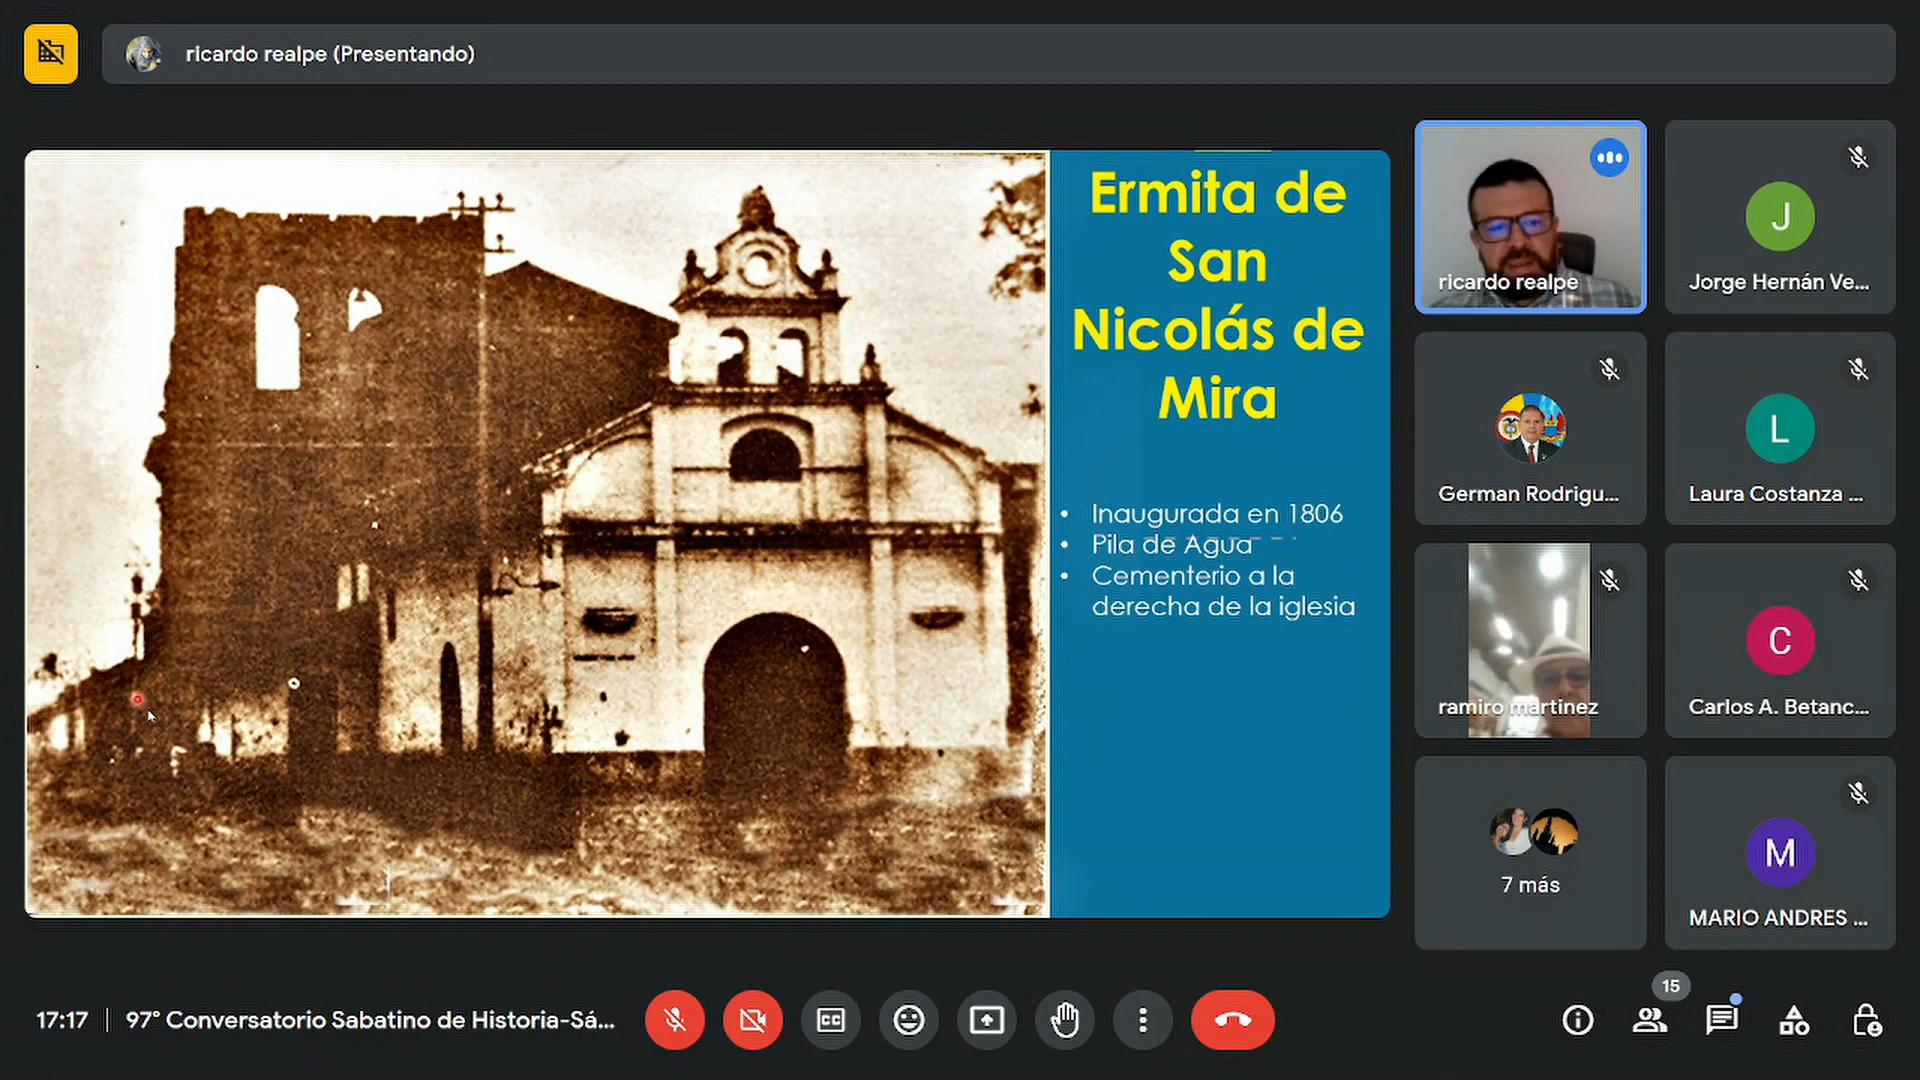 ricardo realpe (Presentando)
Ermita de
San
Nicolás de
Mira
• Inaugurada en 1806
• Pila de Agua
• Cementerio a la
derecha de la iglesia
ricardo realpe
J
Jorge Hernán Ve...
German Rodrigu...
L
Laura Costanza ...
ramiro martinez
C
Carlos A. Betanc...
7 más
M
MARIO ANDRES ...
17:17 | 97° Conversatorio Sabatino de Historia-Sá...
CC
15